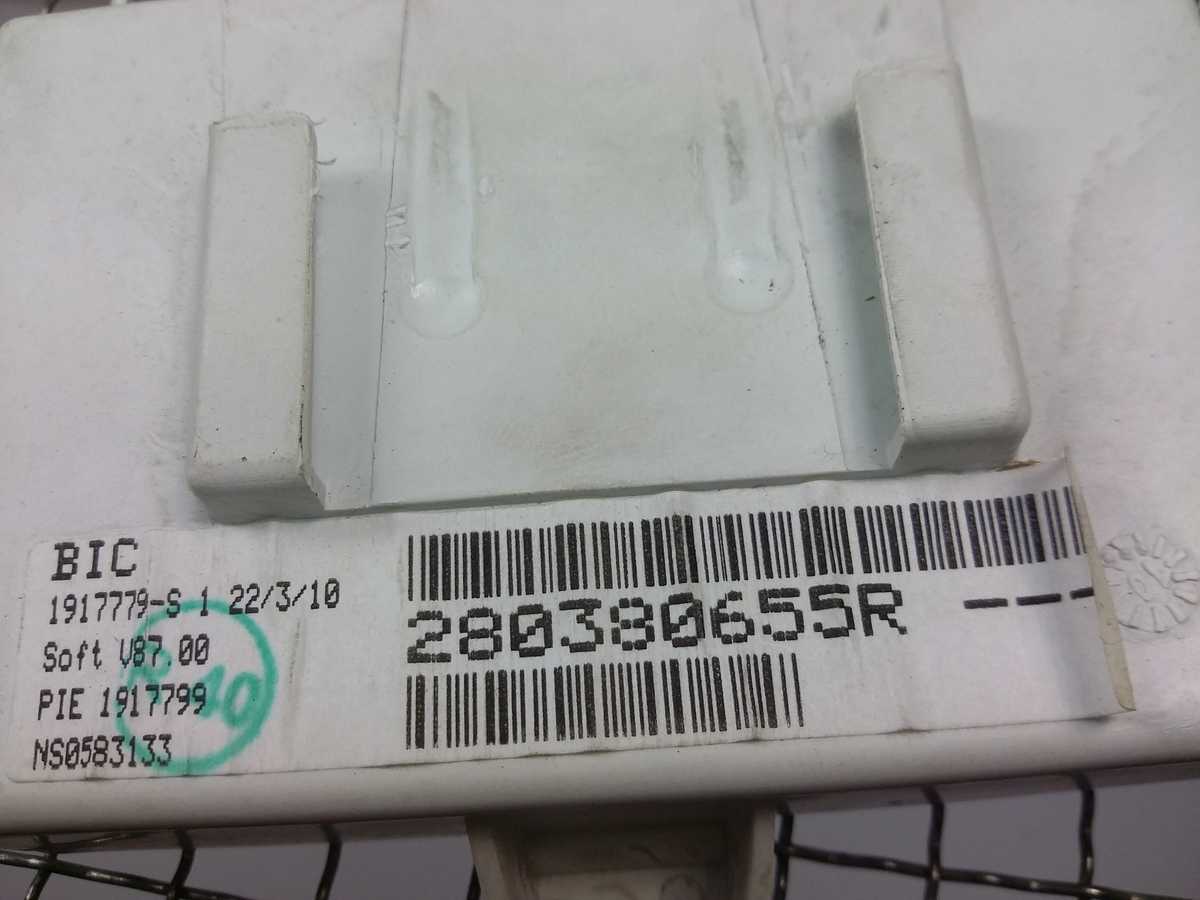 BIC
1917779-S 1 22/3/10
Soft V87.00
PIE 1917799
NS0583133
280380655R ---